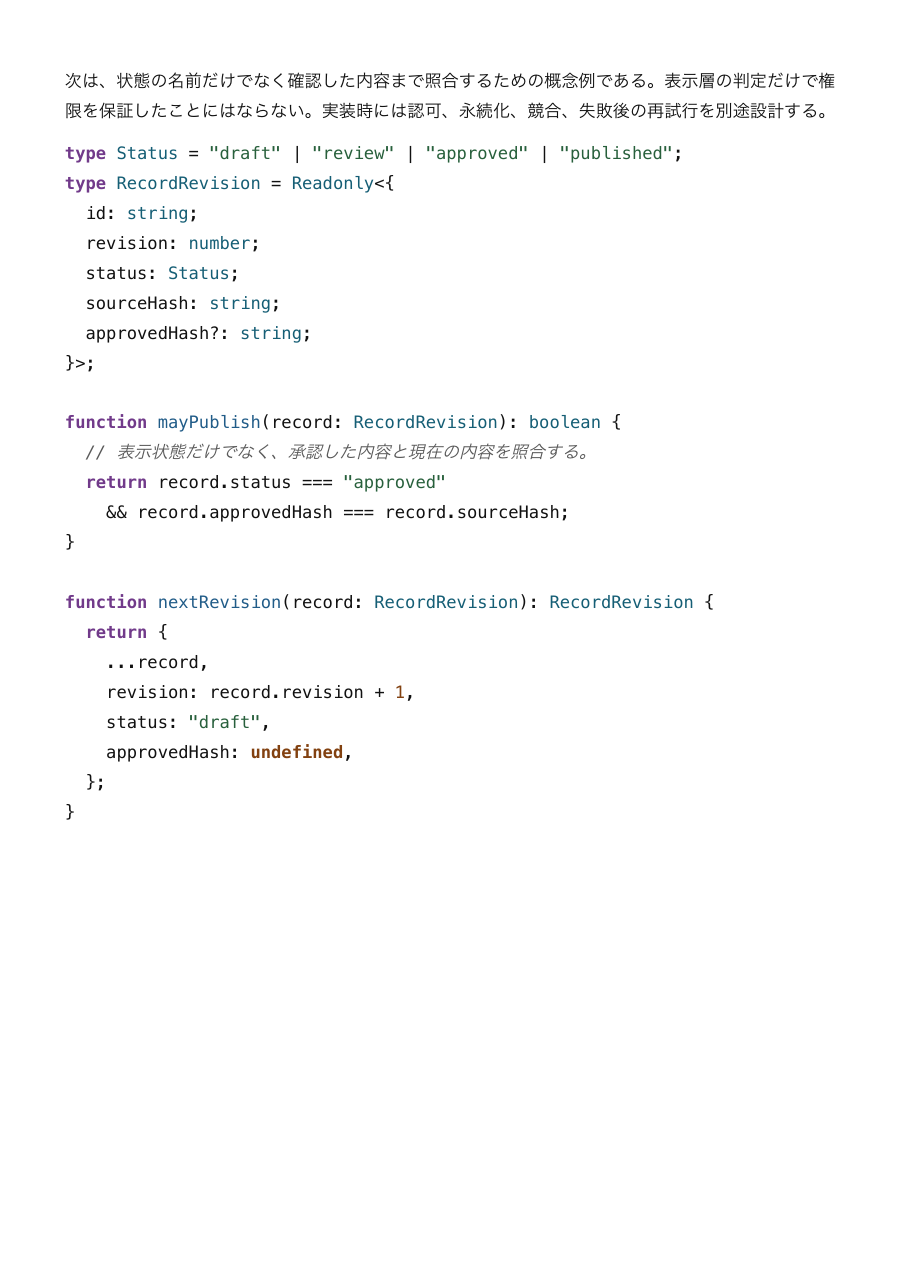 次は、状態の名前だけでなく確認した内容まで照合するための概念例である。表示層の判定だけで権
限を保証したことにはならない。実装時には認可、永続化、競合、失敗後の再試行を別途設計する。
type Status = "draft" | "review" | "approved" | "published";
type RecordRevision = Readonly<{
  id: string;
  revision: number;
  status: Status;
  sourceHash: string;
  approvedHash?: string;
}>;

function mayPublish(record: RecordRevision): boolean {
  // 表示状態だけでなく、承認した内容と現在の内容を照合する。
  return record.status === "approved"
    && record.approvedHash === record.sourceHash;
}

function nextRevision(record: RecordRevision): RecordRevision {
  return {
    ...record,
    revision: record.revision + 1,
    status: "draft",
    approvedHash: undefined,
  };
}